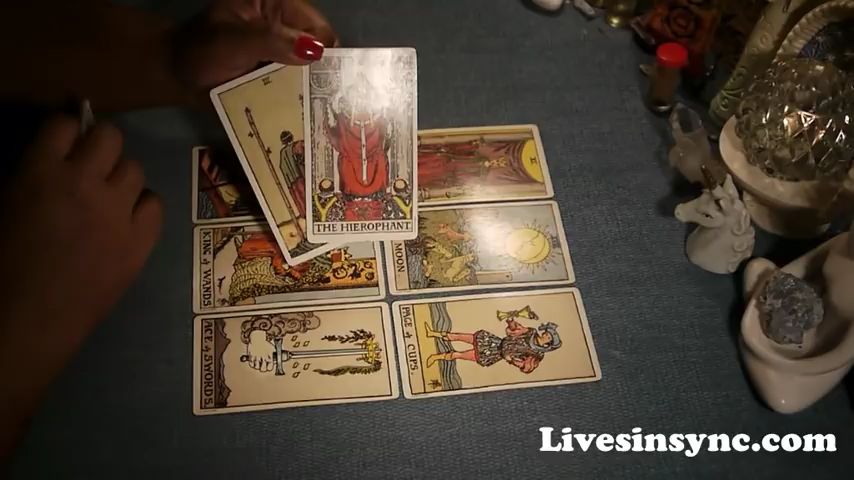 THE HIEROPHANT.
KING of WANDS
MOON
ACE of SWORDS.
PAGE of CUPS.
Livesinsync.com